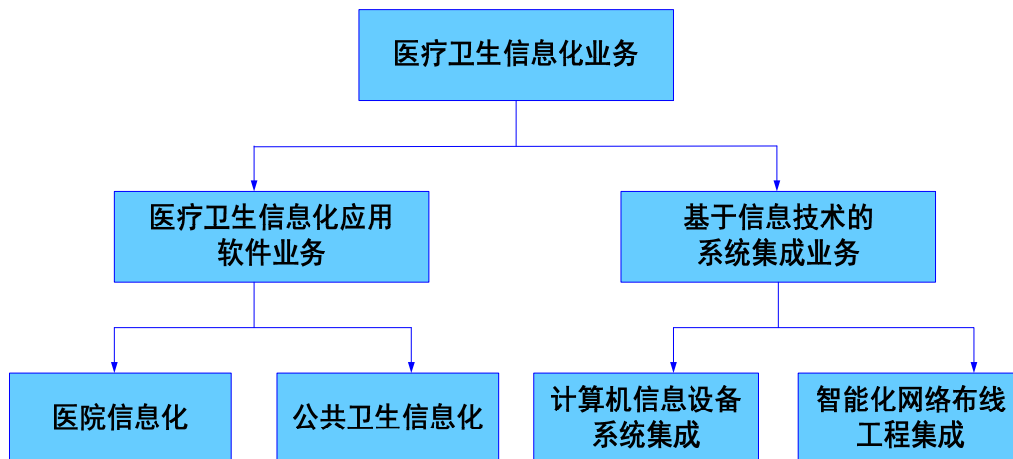 医疗卫生信息化业务
医疗卫生信息化应用
软件业务
基于信息技术的
系统集成业务
医院信息化
公共卫生信息化
计算机信息设备
系统集成
智能化网络布线
工程集成